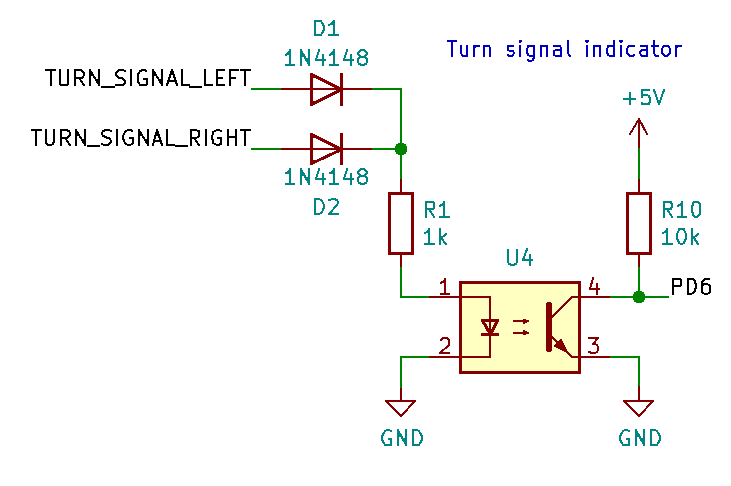 D1
1N4148
Turn signal indicator
TURN_SIGNAL_LEFT
+5V
TURN_SIGNAL_RIGHT
1N4148
D2
R1
1k
R10
10k
U4
1
4
PD6
2
3
GND
GND